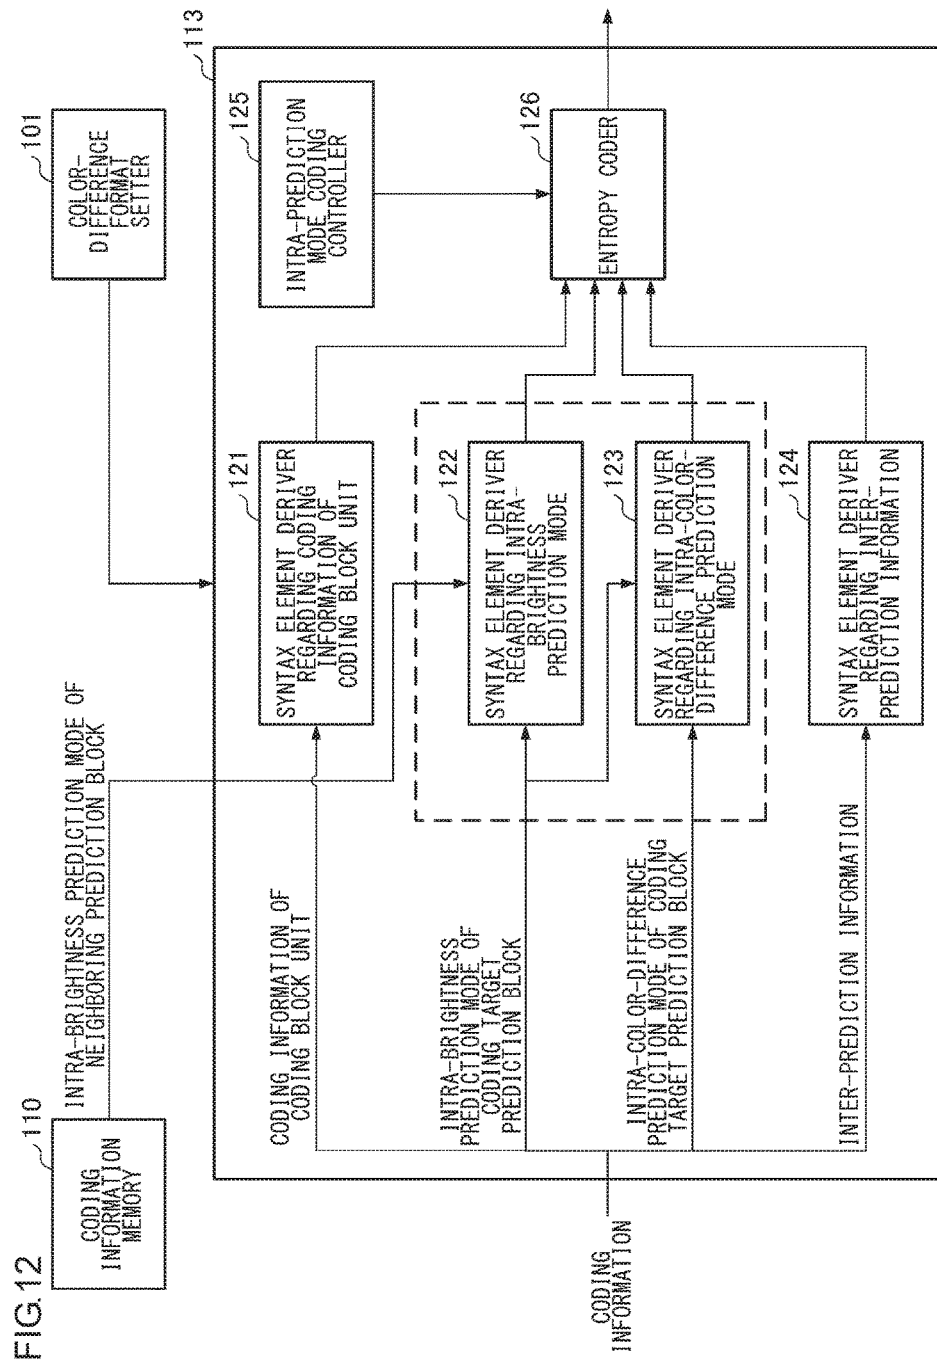 FIG.12
110
CODING
INFORMATION
MEMORY
INTRA-BRIGHTNESS PREDICTION MODE OF
NEIGHBORING PREDICTION BLOCK
101
COLOR-
DIFFERENCE
FORMAT
SETTER
113
CODING INFORMATION OF
CODING BLOCK UNIT
121
SYNTAX ELEMENT DERIVER
REGARDING CODING
INFORMATION OF
CODING BLOCK UNIT
125
INTRA-PREDICTION
MODE CODING
CONTROLLER
INTRA-BRIGHTNESS
PREDICTION MODE OF
CODING TARGET
PREDICTION BLOCK
122
SYNTAX ELEMENT DERIVER
REGARDING INTRA-
BRIGHTNESS
PREDICTION MODE
126
ENTROPY CODER
CODING
INFORMATION
INTRA-COLOR-DIFFERENCE
PREDICTION MODE OF CODING
TARGET PREDICTION BLOCK
123
SYNTAX ELEMENT DERIVER
REGARDING INTRA-COLOR-
DIFFERENCE PREDICTION
MODE
INTER-PREDICTION INFORMATION
124
SYNTAX ELEMENT DERIVER
REGARDING INTER-
PREDICTION INFORMATION